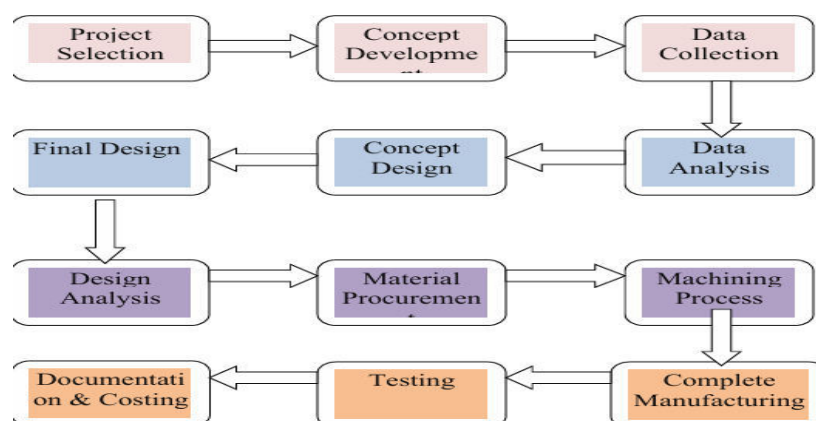 Project
Selection
Concept
Developme
nt
Data
Collection
Final Design
Concept
Design
Data
Analysis
Design
Analysis
Material
Procuremen
t
Machining
Process
Documentati
on & Costing
Testing
Complete
Manufacturing